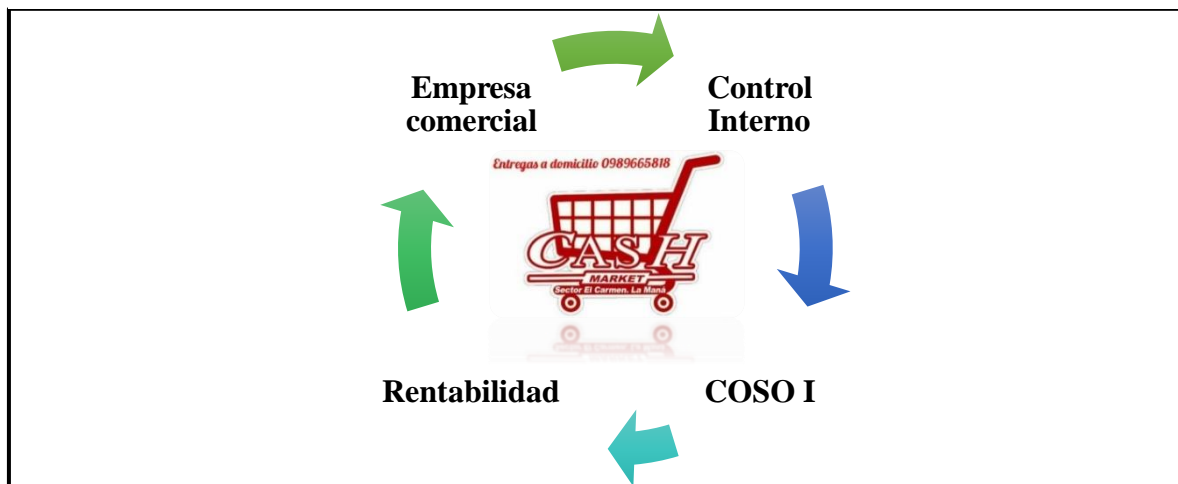 Empresa
comercial
Control
Interno
Entregas a domicilio 0989665818
CASH
MARKET
Sector El Carmen. La Maná
Rentabilidad
COSO I